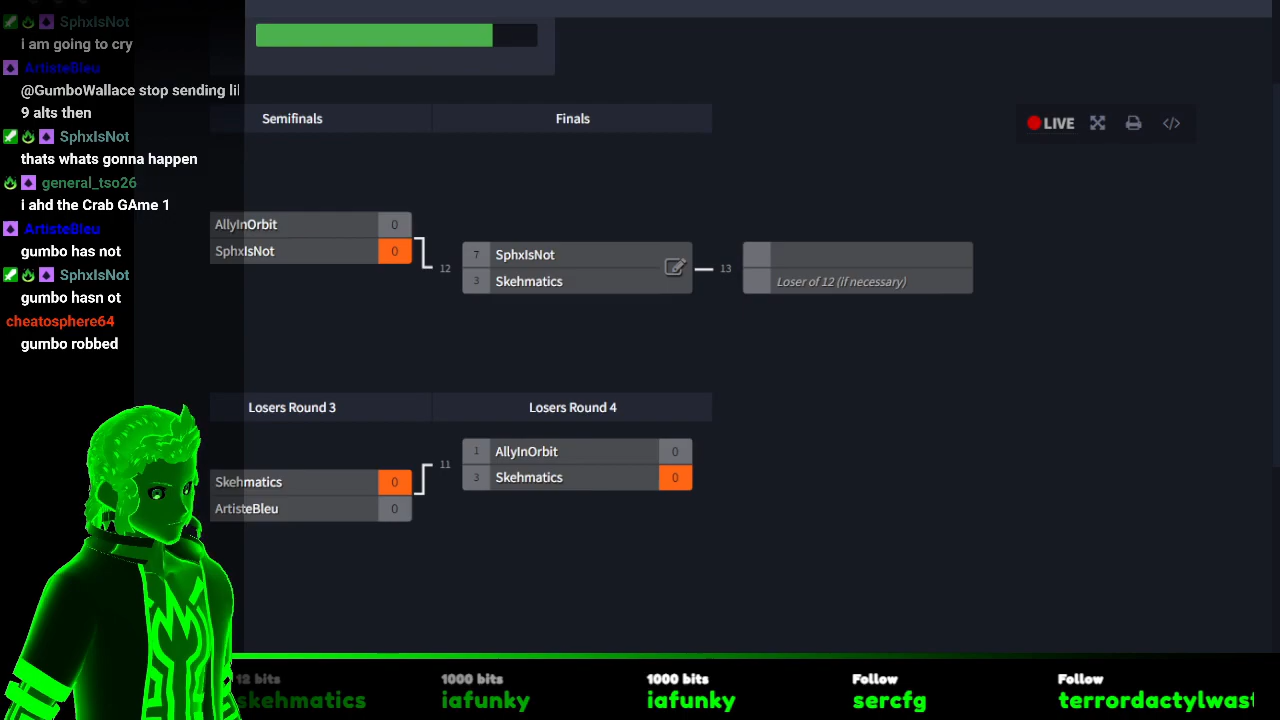 SphxIsNot
i am going to cry
ArtisteBleu
@GumboWallace stop sending lil
9 alts then
SphxIsNot
thats whats gonna happen
general_tso26
i ahd the Crab GAme 1
ArtisteBleu
gumbo has not
SphxIsNot
gumbo hasn ot
cheatosphere64
gumbo robbed
Semifinals
Finals
LIVE
AllyInOrbit 0
SphxIsNot 0
12
7 SphxIsNot
3 Skehmatics
13
Loser of 12 (if necessary)
Losers Round 3
Losers Round 4
Skehmatics 0
ArtisteBleu 0
11
1 AllyInOrbit 0
3 Skehmatics 0
12 bits
skehmatics
1000 bits
iafunky
1000 bits
iafunky
Follow
sercfg
Follow
terrordactylwast